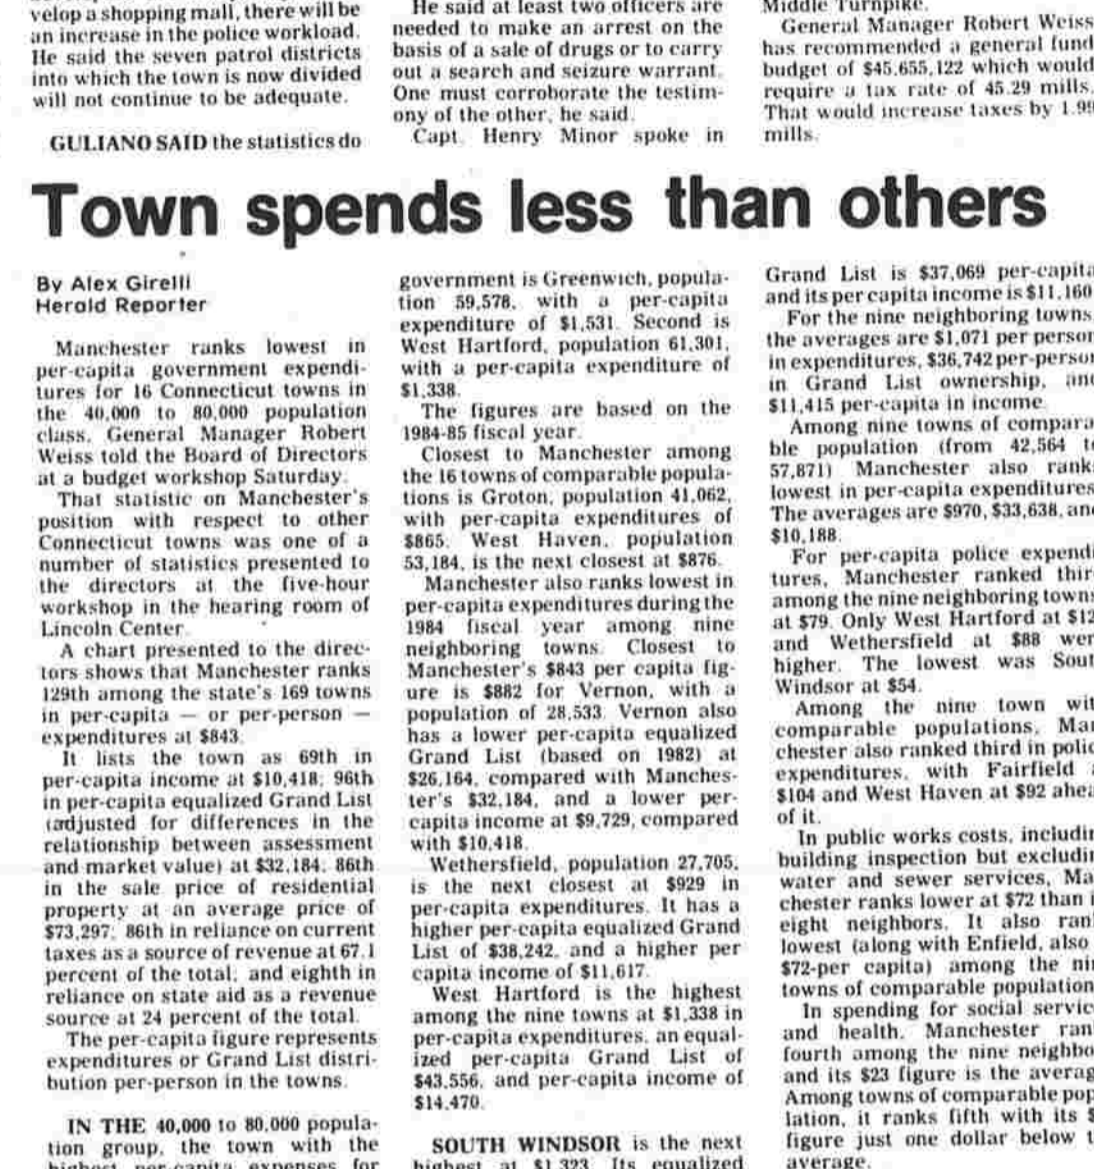 velop a shopping mall, there will be
an increase in the police workload.
He said the seven patrol districts
into which the town is now divided
will not continue to be adequate.
GULIANO SAID the statistics do
He said at least two officers are
needed to make an arrest on the
basis of a sale of drugs or to carry
out a search and seizure warrant.
One must corroborate the testim-
ony of the other, he said.
Capt. Henry Minor spoke in
Middle Turnpike.
General Manager Robert Weiss
has recommended a general fund
budget of $45,655,122 which would
require a tax rate of 45.29 mills.
That would increase taxes by 1.99
mills.
Town spends less than others
By Alex Girelli
Herald Reporter
Manchester ranks lowest in
per-capita government expendi-
tures for 16 Connecticut towns in
the 40,000 to 80,000 population
class, General Manager Robert
Weiss told the Board of Directors
at a budget workshop Saturday.
That statistic on Manchester's
position with respect to other
Connecticut towns was one of a
number of statistics presented to
the directors at the five-hour
workshop in the hearing room of
Lincoln Center.
A chart presented to the direc-
tors shows that Manchester ranks
129th among the state's 169 towns
in per-capita — or per-person —
expenditures at $843.
It lists the town as 69th in
per-capita income at $10,418; 96th
in per-capita equalized Grand List
(adjusted for differences in the
relationship between assessment
and market value) at $32,184; 86th
in the sale price of residential
property at an average price of
$73,297; 86th in reliance on current
taxes as a source of revenue at 67.1
percent of the total; and eighth in
reliance on state aid as a revenue
source at 24 percent of the total.
The per-capita figure represents
expenditures or Grand List distri-
bution per-person in the towns.
IN THE 40,000 to 80,000 popula-
tion group, the town with the
highest per-capita expenses for
government is Greenwich, popula-
tion 59,578, with a per-capita
expenditure of $1,531. Second is
West Hartford, population 61,301,
with a per-capita expenditure of
$1,338.
The figures are based on the
1984-85 fiscal year.
Closest to Manchester among
the 16 towns of comparable popula-
tions is Groton, population 41,062,
with per-capita expenditures of
$865. West Haven, population
53,184, is the next closest at $876.
Manchester also ranks lowest in
per-capita expenditures during the
1984 fiscal year among nine
neighboring towns. Closest to
Manchester's $843 per capita fig-
ure is $882 for Vernon, with a
population of 28,533. Vernon also
has a lower per-capita equalized
Grand List (based on 1982) at
$26,164, compared with Manches-
ter's $32,184, and a lower per-
capita income at $9,729, compared
with $10,418.
Wethersfield, population 27,705,
is the next closest at $929 in
per-capita expenditures. It has a
higher per-capita equalized Grand
List of $38,242, and a higher per
capita income of $11,617.
West Hartford is the highest
among the nine towns at $1,338 in
per-capita expenditures, an equal-
ized per-capita Grand List of
$43,556, and per-capita income of
$14,470.
SOUTH WINDSOR is the next
highest at $1,323. Its equalized
Grand List is $37,069 per-capita
and its per capita income is $11,160
For the nine neighboring towns
the averages are $1,071 per person
in expenditures, $36,742 per-person
in Grand List ownership, and
$11,415 per-capita in income.
Among nine towns of compara
ble population (from 42,564 to
57,871) Manchester also ranks
lowest in per-capita expenditures
The averages are $970, $33,638, and
$10,188.
For per-capita police expendi
tures, Manchester ranked thir
among the nine neighboring towns
at $79. Only West Hartford at $12
and Wethersfield at $88 wer
higher. The lowest was Sout
Windsor at $54.
Among the nine town wit
comparable populations, Man
chester also ranked third in polic
expenditures, with Fairfield a
$104 and West Haven at $92 ahea
of it.
In public works costs, includin
building inspection but excludin
water and sewer services, Ma
chester ranks lower at $72 than i
eight neighbors. It also ran
lowest (along with Enfield, also
$72-per capita) among the nin
towns of comparable population
In spending for social servic
and health, Manchester ran
fourth among the nine neighbo
and its $23 figure is the averag
Among towns of comparable pop
lation, it ranks fifth with its $
figure just one dollar below t
average.